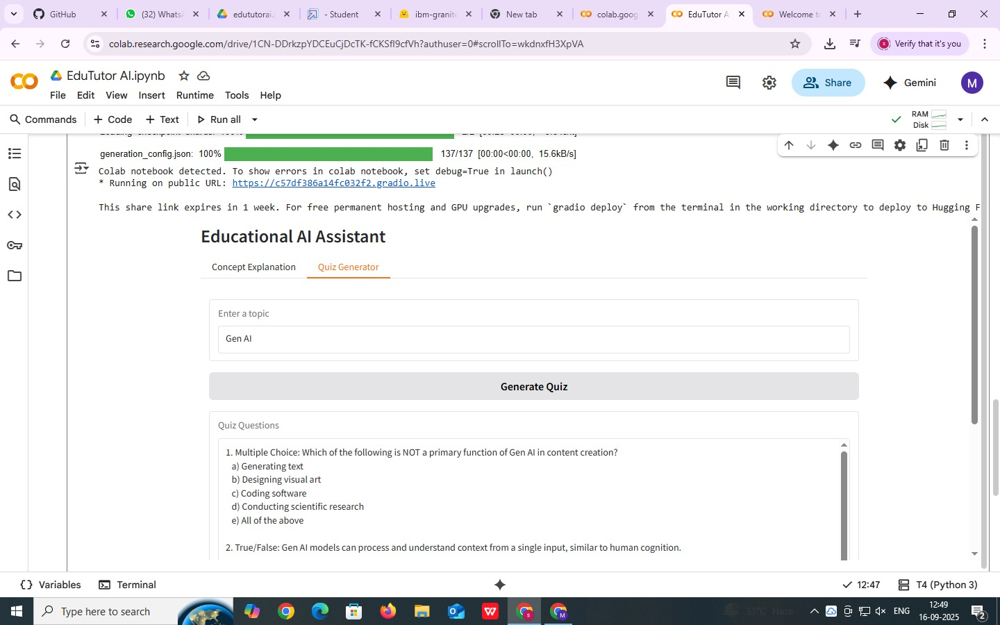 GitHub
(32) Whats
edututorai.
- Student
ibm-granite
New tab
colab.goog
EduTutor A
Welcome to
colab.research.google.com/drive/1CN-DDrkzpYDCEuCjDcTK-fCKSfI9cfVh?authuser=0#scrollTo=wkdnxfH3XpVA
Verify that it's you
EduTutor AI.ipynb
File Edit View Insert Runtime Tools Help
Share
Gemini
M
Commands + Code + Text Run all
RAM
Disk
generation_config.json: 100% 137/137 [00:00<00:00, 15.6kB/s]
Colab notebook detected. To show errors in colab notebook, set debug=True in launch()
* Running on public URL: https://c57df386a14fc032f2.gradio.live
This share link expires in 1 week. For free permanent hosting and GPU upgrades, run `gradio deploy` from the terminal in the working directory to deploy to Hugging F
Educational AI Assistant
Concept Explanation
Quiz Generator
Enter a topic
Gen AI
Generate Quiz
Quiz Questions
1. Multiple Choice: Which of the following is NOT a primary function of Gen AI in content creation?
a) Generating text
b) Designing visual art
c) Coding software
d) Conducting scientific research
e) All of the above
2. True/False: Gen AI models can process and understand context from a single input, similar to human cognition.
Variables
Terminal
12:47
T4 (Python 3)
Type here to search
33°C Haze
ENG
12:49
16-09-2025
2